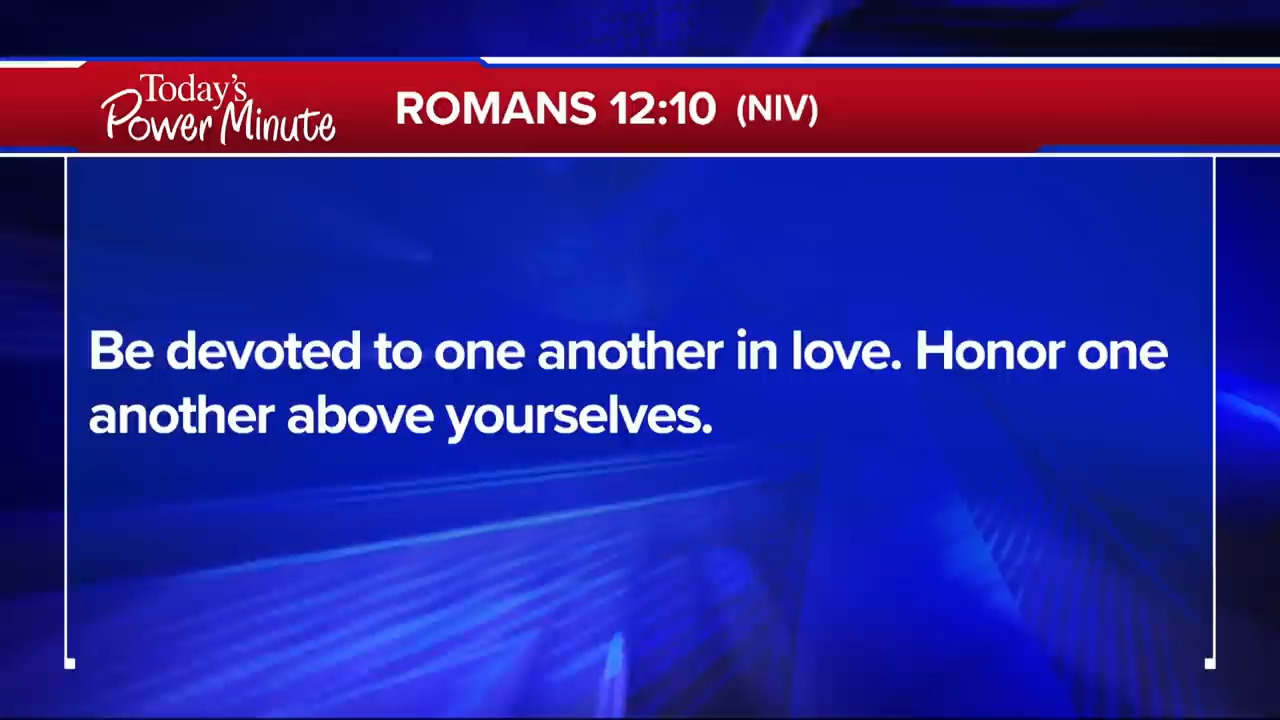 Today's
Power Minute
ROMANS 12:10 (NIV)
Be devoted to one another in love. Honor one
another above yourselves.